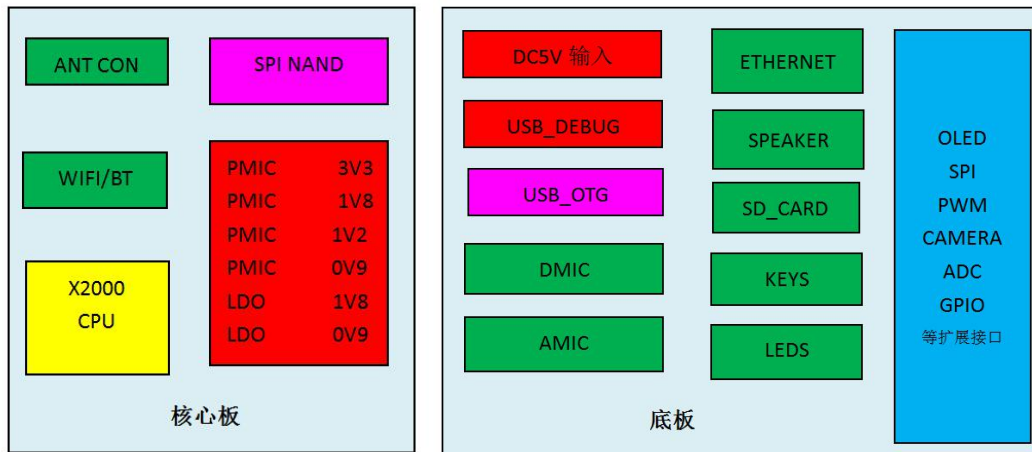 ANT CON
SPI NAND
WIFI/BT
PMIC 3V3
PMIC 1V8
PMIC 1V2
PMIC 0V9
LDO 1V8
LDO 0V9
X2000
CPU
核心板
DC5V 输入
USB_DEBUG
USB_OTG
DMIC
AMIC
ETHERNET
SPEAKER
SD_CARD
KEYS
LEDS
OLED
SPI
PWM
CAMERA
ADC
GPIO
等扩展接口
底板